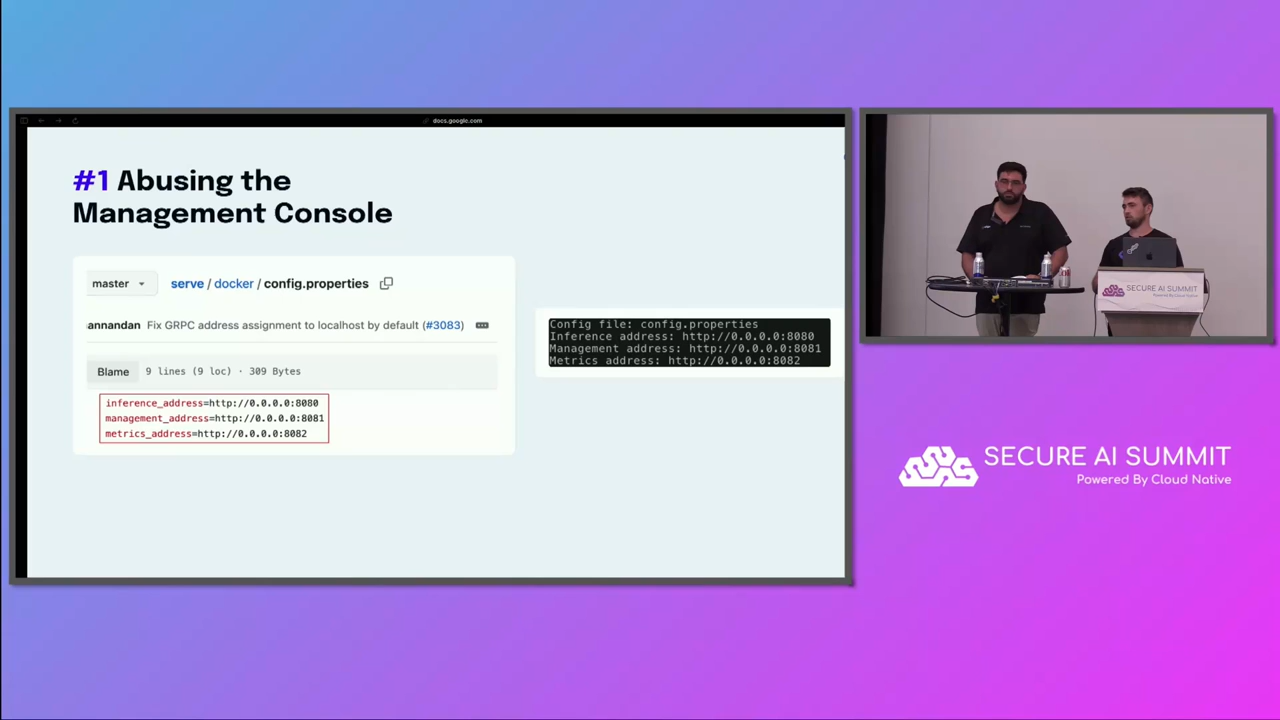 docs.google.com
#1 Abusing the
Management Console
master
serve / docker / config.properties
annandan Fix GRPC address assignment to localhost by default (#3083)
Blame 9 lines (9 loc) · 309 Bytes
inference_address=http://0.0.0.0:8080
management_address=http://0.0.0.0:8081
metrics_address=http://0.0.0.0:8082
Config file: config.properties
Inference address: http://0.0.0.0:8080
Management address: http://0.0.0.0:8081
Metrics address: http://0.0.0.0:8082
SECURE AI SUMMIT
Powered By Cloud Native
SECURE AI SUMMIT
Powered By Cloud Native